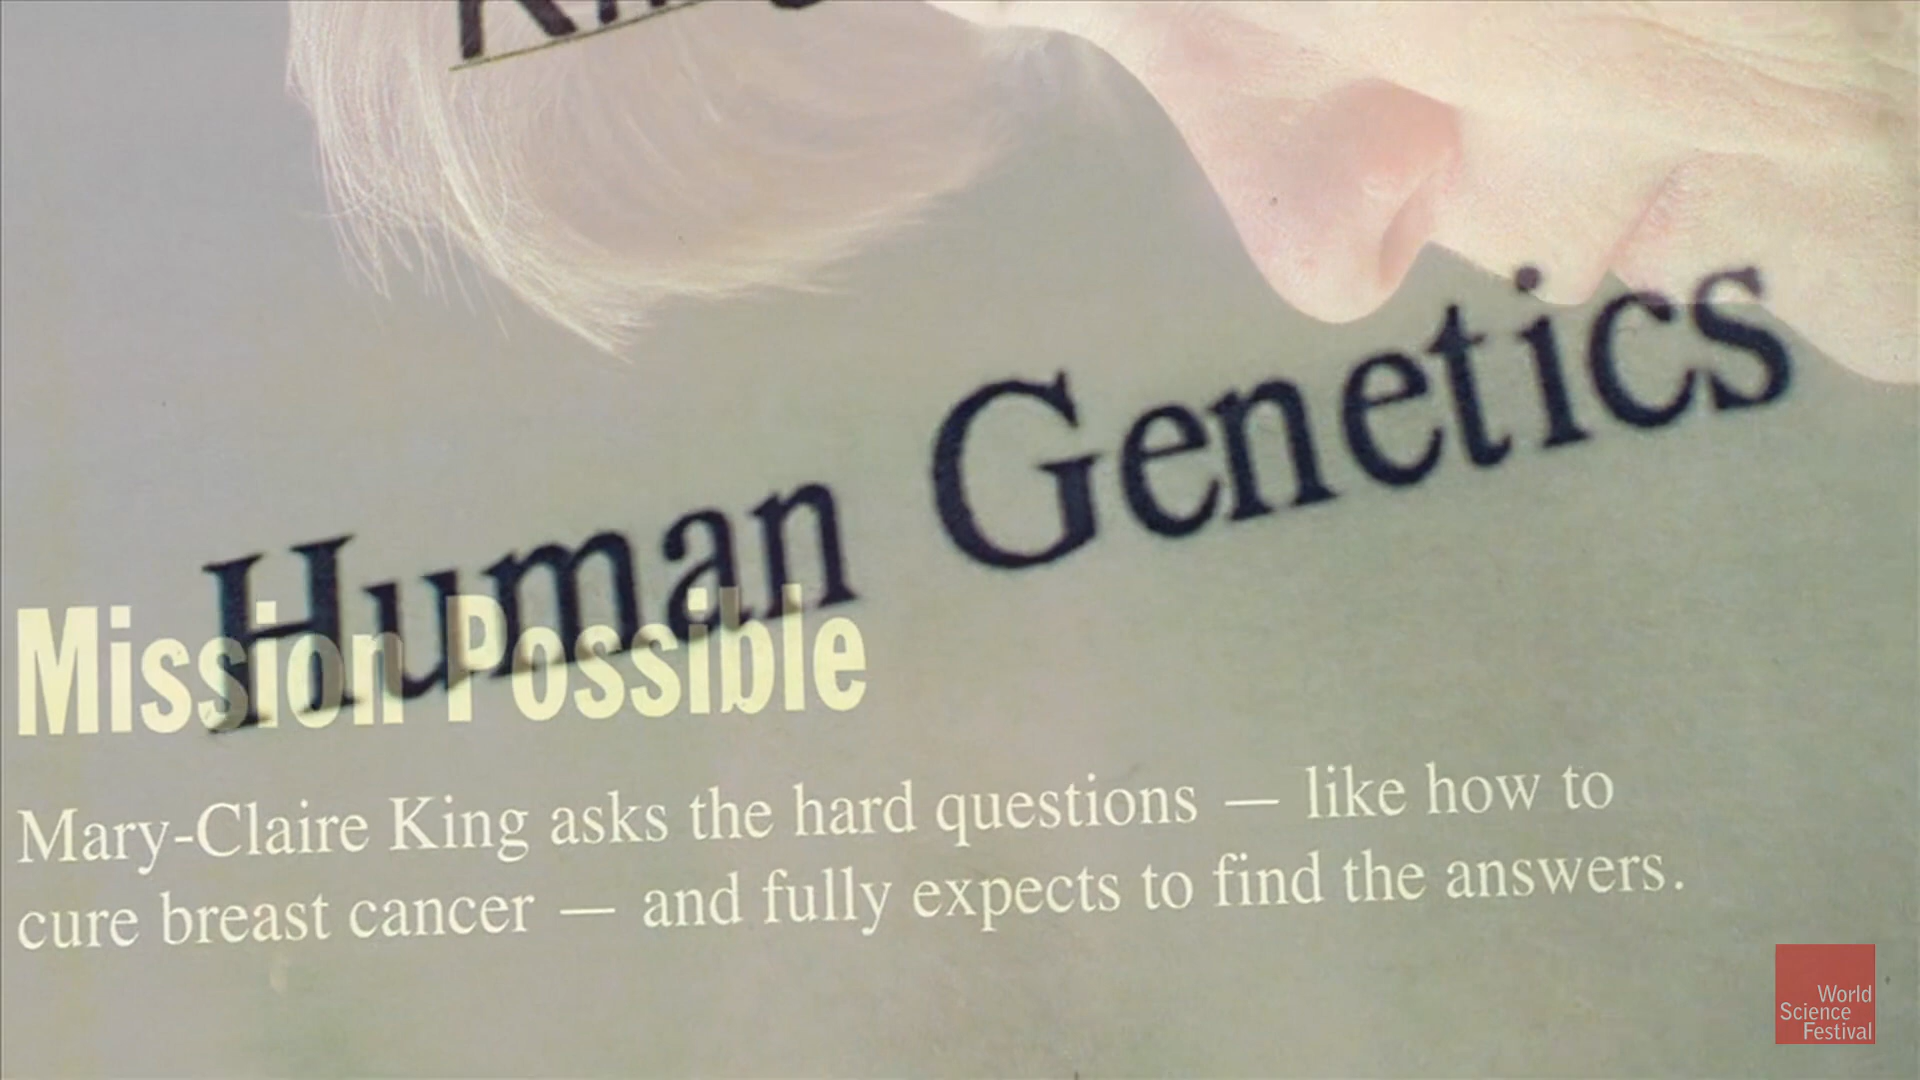 King
Human Genetics
Mission Possible
Mary-Claire King asks the hard questions — like how to
cure breast cancer — and fully expects to find the answers.
World
Science
Festival